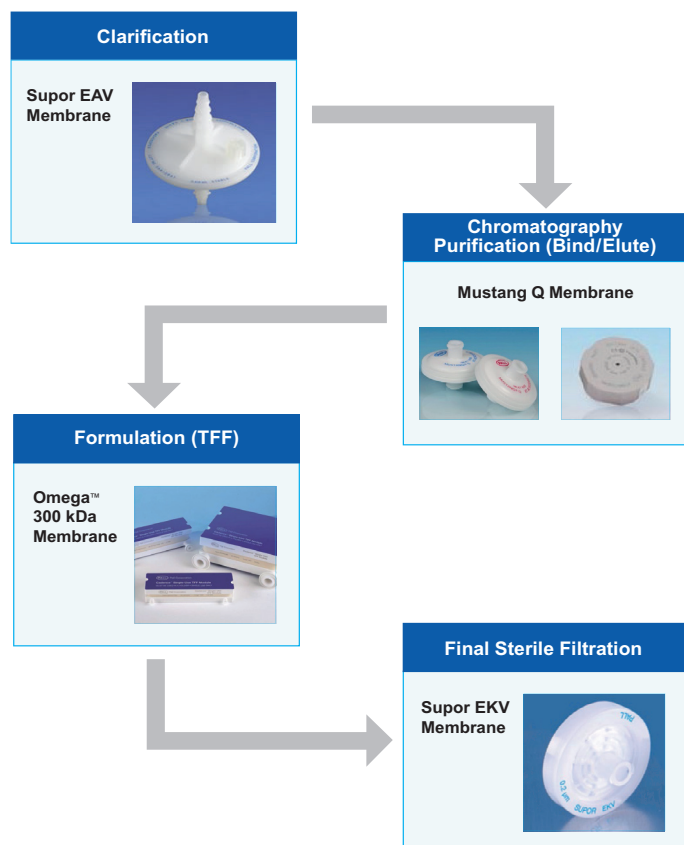 Clarification
Supor EAV
Membrane
Chromatography
Purification (Bind/Elute)
Mustang Q Membrane
Formulation (TFF)
Omega™
300 kDa
Membrane
Final Sterile Filtration
Supor EKV
Membrane
PALL
0.2 µm SUPOR EKV